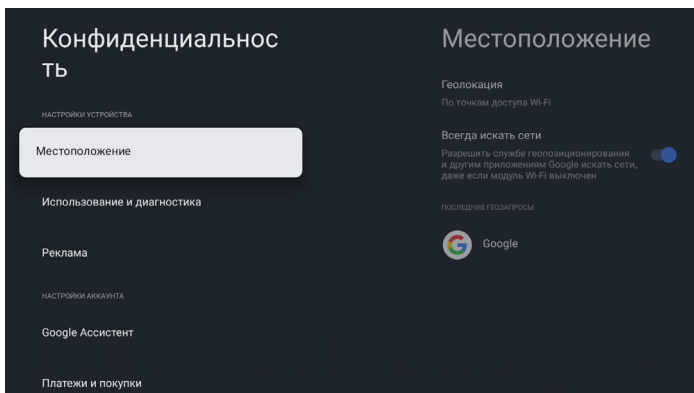 Конфиденциальнос
ть
НАСТРОЙКИ УСТРОЙСТВА
Местоположение
Использование и диагностика
Реклама
НАСТРОЙКИ АККАУНТА
Google Ассистент
Платежи и покупки
Местоположение
Геолокация
По точкам доступа Wi-Fi
Всегда искать сети
Разрешить службе геопозиционирования
и другим приложениям Google искать сети,
даже если модуль Wi-Fi выключен
ПОСЛЕДНИЕ ГЕОЗАПРОСЫ
Google